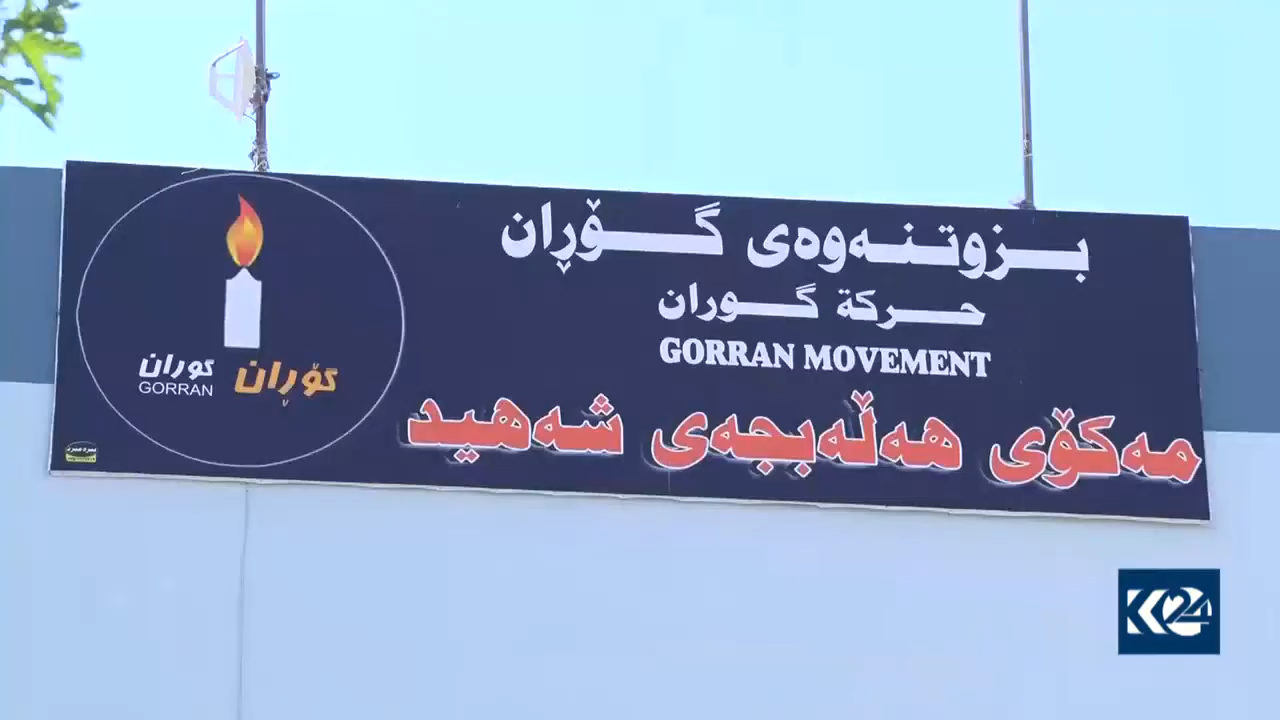 بزوتنەوەی گۆڕان
حركة گوران
GORRAN MOVEMENT
مەکۆی هەڵەبجەی شەهید
گۆڕان گوران
GORRAN
K24